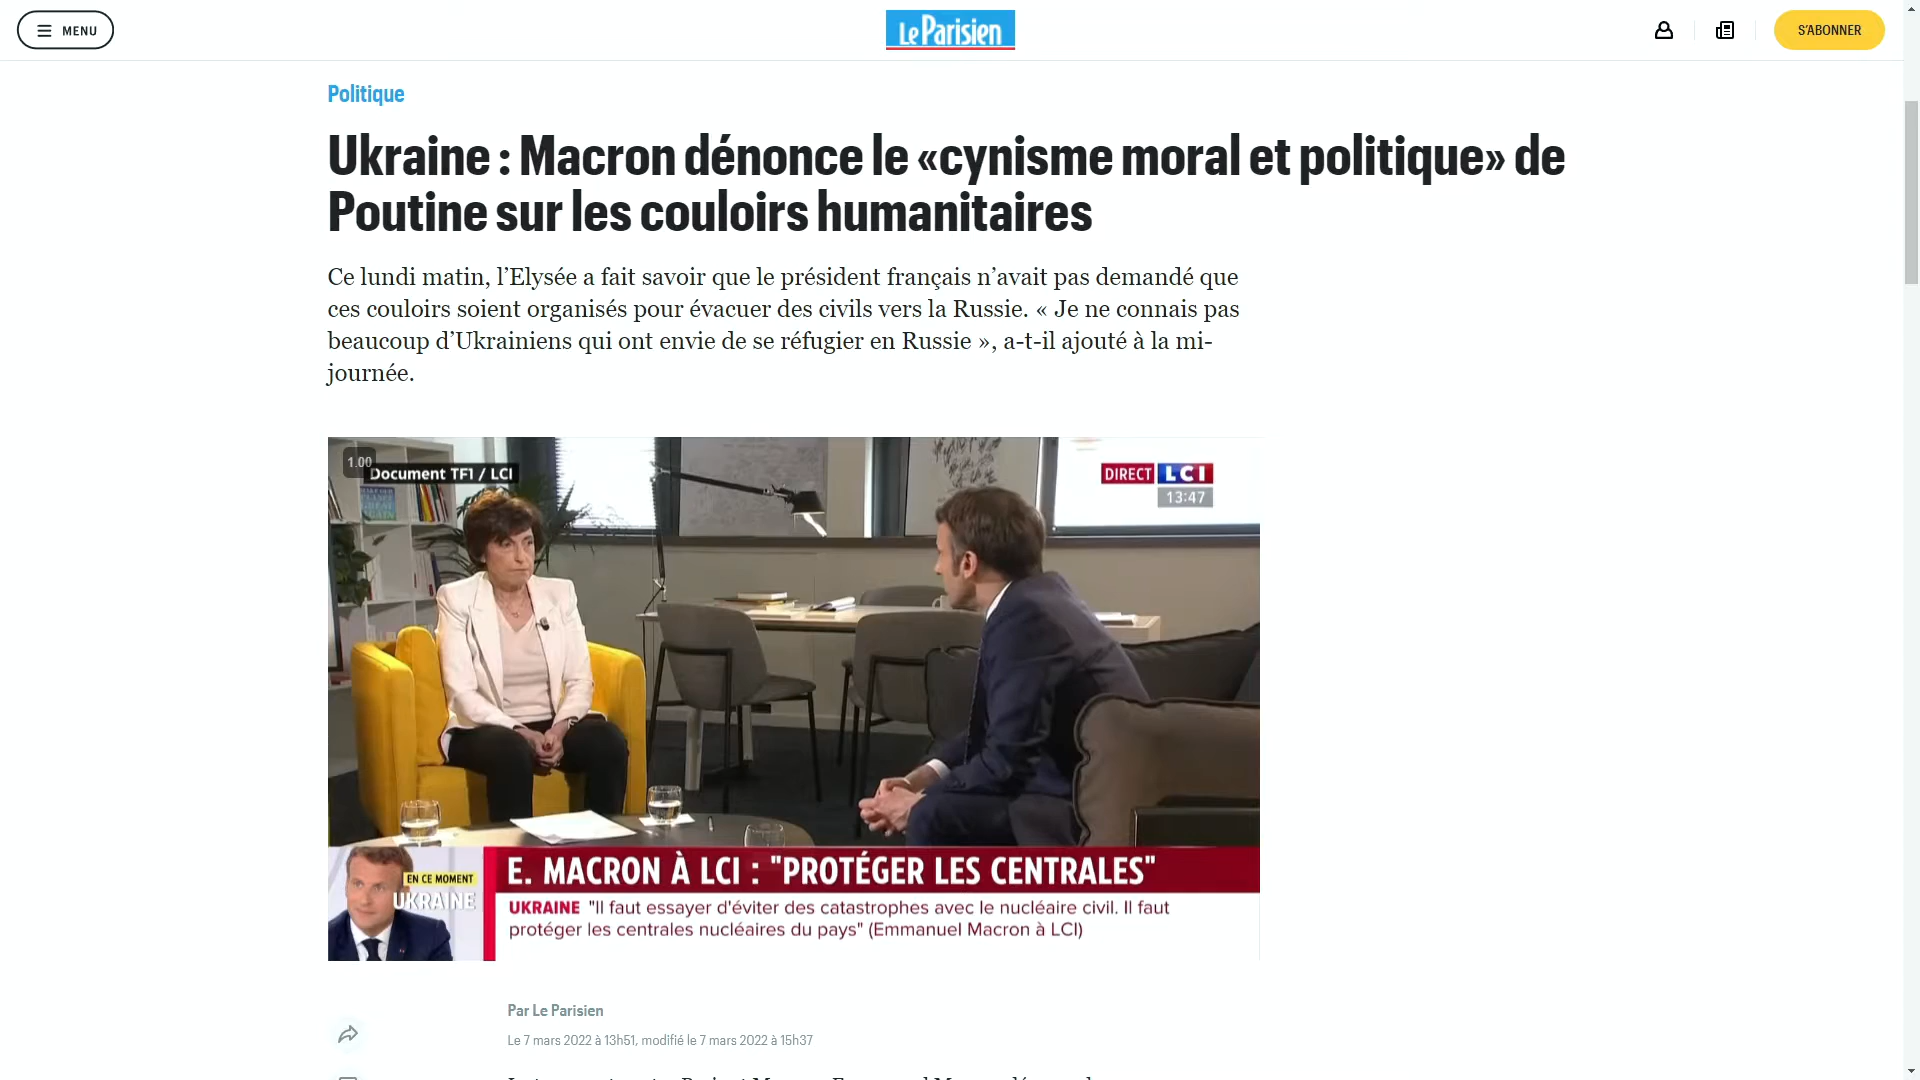 MENU
Le Parisien
S'ABONNER
Politique
Ukraine : Macron dénonce le «cynisme moral et politique» de
Poutine sur les couloirs humanitaires
Ce lundi matin, l’Elysée a fait savoir que le président français n’avait pas demandé que
ces couloirs soient organisés pour évacuer des civils vers la Russie. « Je ne connais pas
beaucoup d’Ukrainiens qui ont envie de se réfugier en Russie », a-t-il ajouté à la mi-
journée.
1.00
Document TF1 / LCI
DIRECT LCI
13:47
EN CE MOMENT
UKRAINE
E. MACRON À LCI : "PROTÉGER LES CENTRALES"
UKRAINE "Il faut essayer d'éviter des catastrophes avec le nucléaire civil. Il faut
protéger les centrales nucléaires du pays" (Emmanuel Macron à LCI)
Par Le Parisien
Le 7 mars 2022 à 13h51, modifié le 7 mars 2022 à 15h37